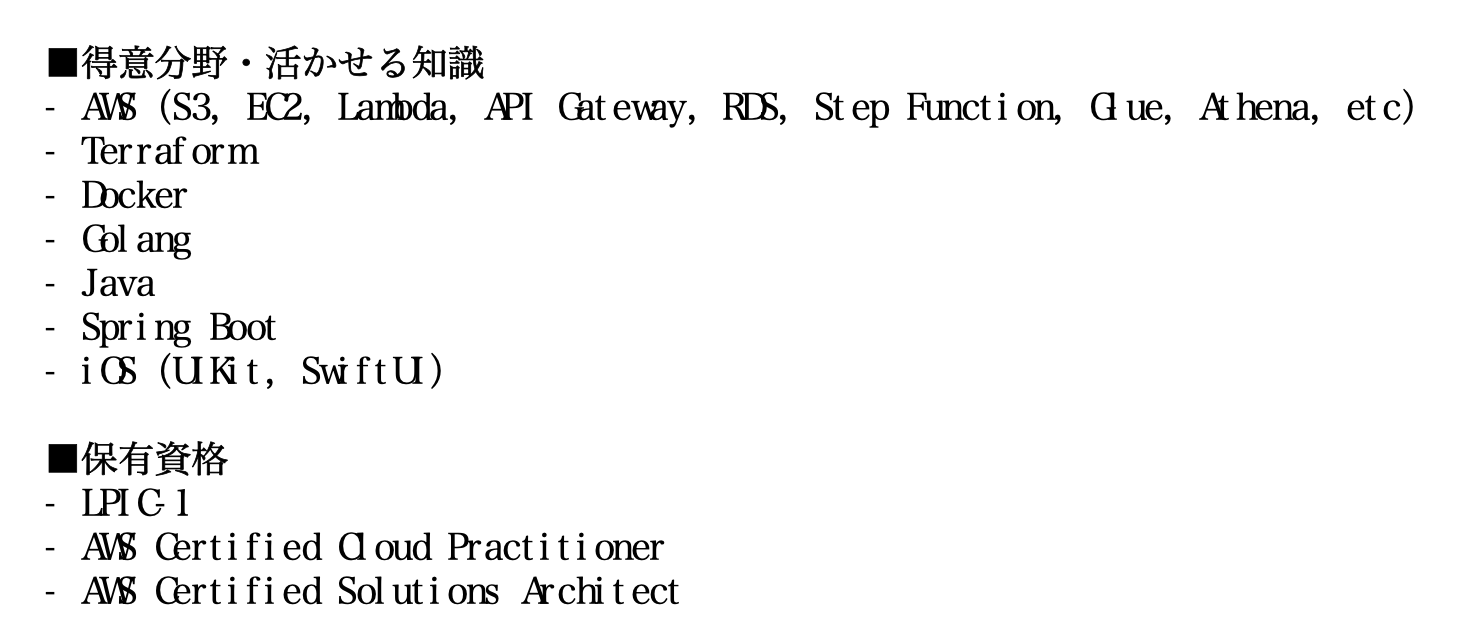 ■得意分野・活かせる知識
- AWS (S3, EC2, Lambda, API Gateway, RDS, Step Function, Glue, Athena, etc)
- Terraform
- Docker
- Golang
- Java
- Spring Boot
- iOS (UIKit, SwiftUI)
■保有資格
- LPIC-1
- AWS Certified Cloud Practitioner
- AWS Certified Solutions Architect